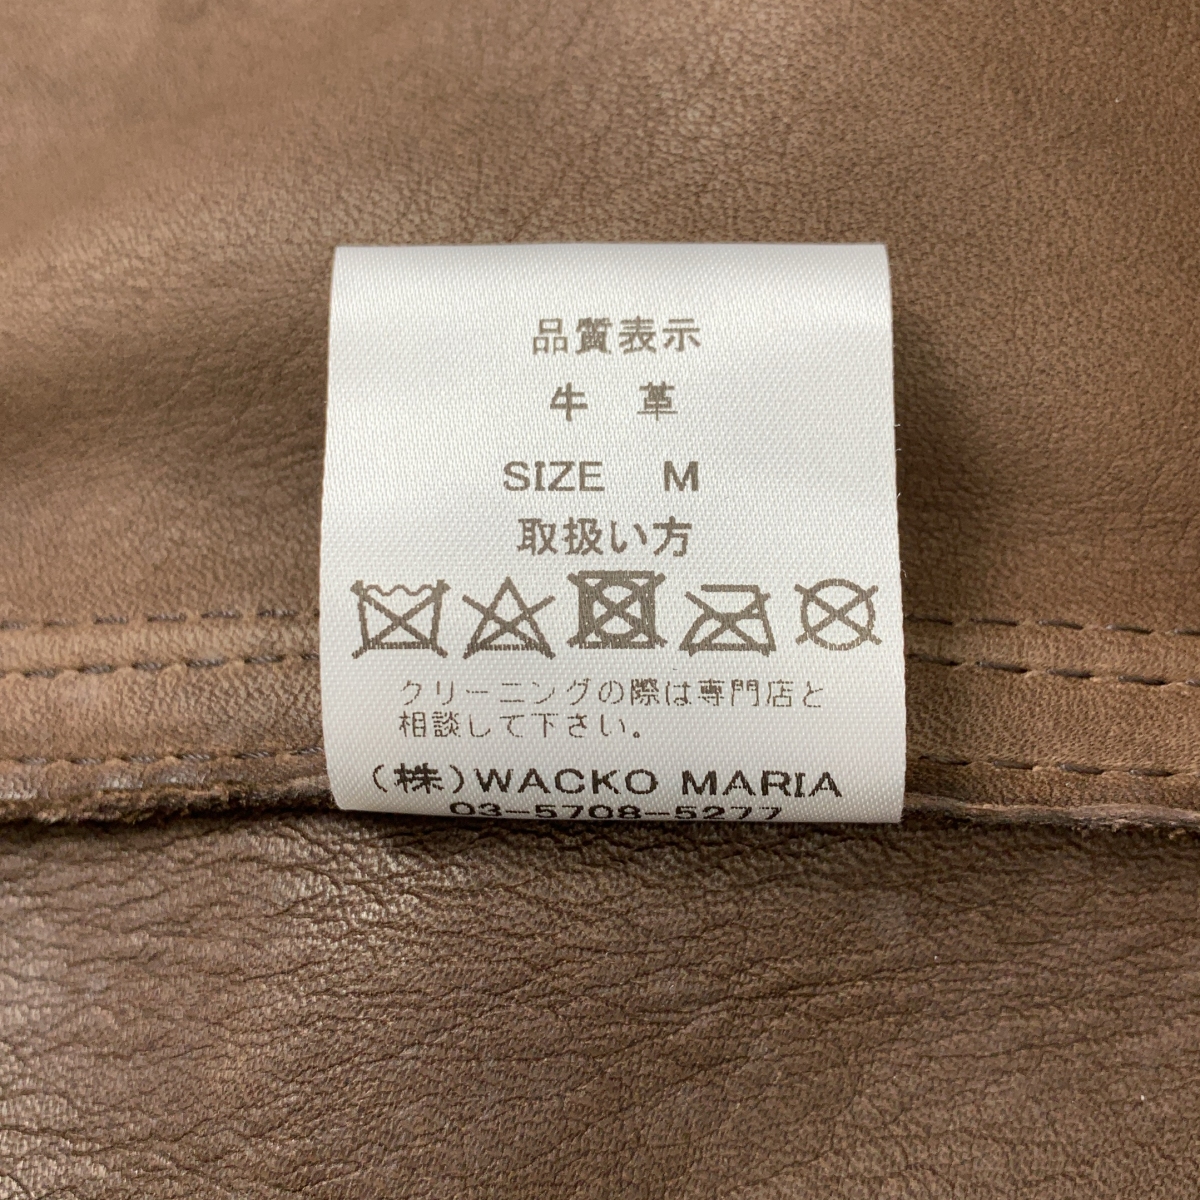 品質表示
牛 革
SIZE M
取扱い方
クリーニングの際は専門店と
相談して下さい。
(株)WACKO MARIA
03-5708-5277